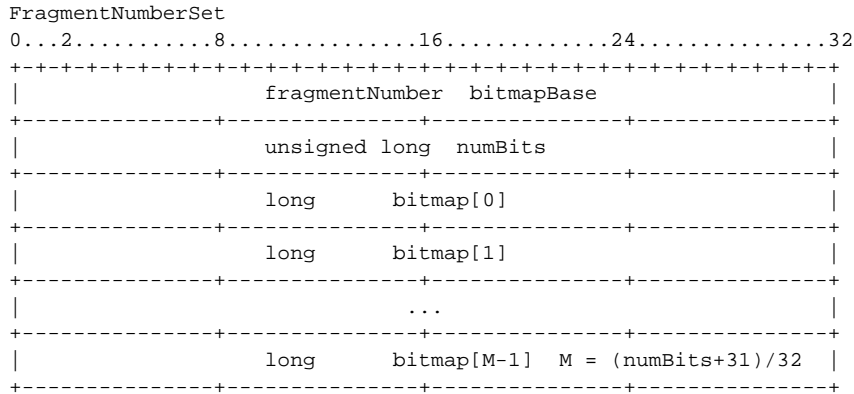 FragmentNumberSet
0...2...........8...............16.............24...............32
+-+-+-+-+-+-+-+-+-+-+-+-+-+-+-+-+-+-+-+-+-+-+-+-+-+-+-+-+-+-+-+-+
| fragmentNumber bitmapBase |
+---------------+---------------+---------------+---------------+
| unsigned long numBits |
+---------------+---------------+---------------+---------------+
| long bitmap[0] |
+---------------+---------------+---------------+---------------+
| long bitmap[1] |
+---------------+---------------+---------------+---------------+
| ... |
+---------------+---------------+---------------+---------------+
| long bitmap[M-1] M = (numBits+31)/32 |
+---------------+---------------+---------------+---------------+